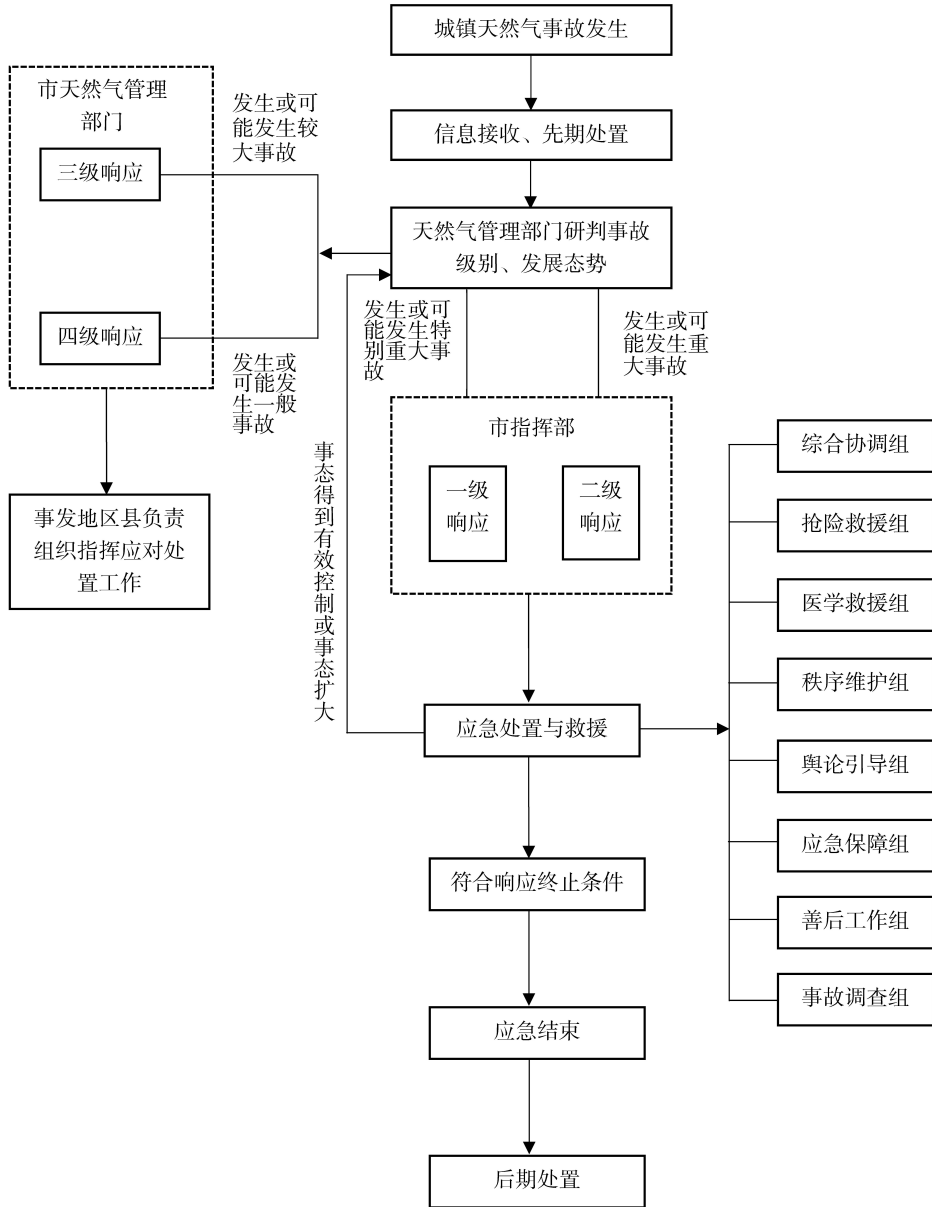 城镇天然气事故发生
信息接收、先期处置
天然气管理部门研判事故
级别、发展态势
市天然气管理
部门
三级响应
四级响应
发生或可
能发生较
大事故
发生或
可能发
生一般
事故
事发地区县负责
组织指挥应对处
置工作
发生或可
能发生特
别重大事
故
发生或可
能发生重
大事故
市指挥部
一级
响应
二级
响应
事态得到有效控制或事态扩大
应急处置与救援
符合响应终止条件
应急结束
后期处置
综合协调组
抢险救援组
医学救援组
秩序维护组
舆论引导组
应急保障组
善后工作组
事故调查组